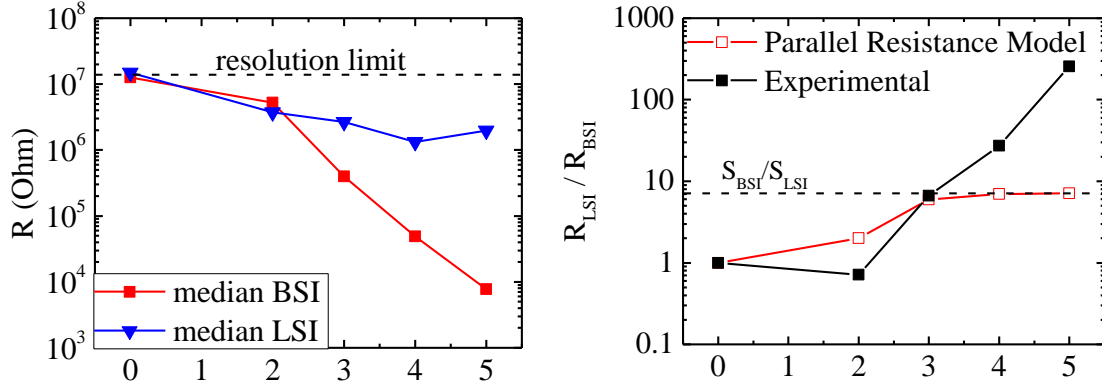 resolution limit
R (Ohm)
10^7
10^6
10^5
10^4
10^3
median BSI
median LSI
0 1 2 3 4 5
R_LSI / R_BSI
1000
100
10
1
0.1
Parallel Resistance Model
Experimental
S_BSI/S_LSI
0 1 2 3 4 5